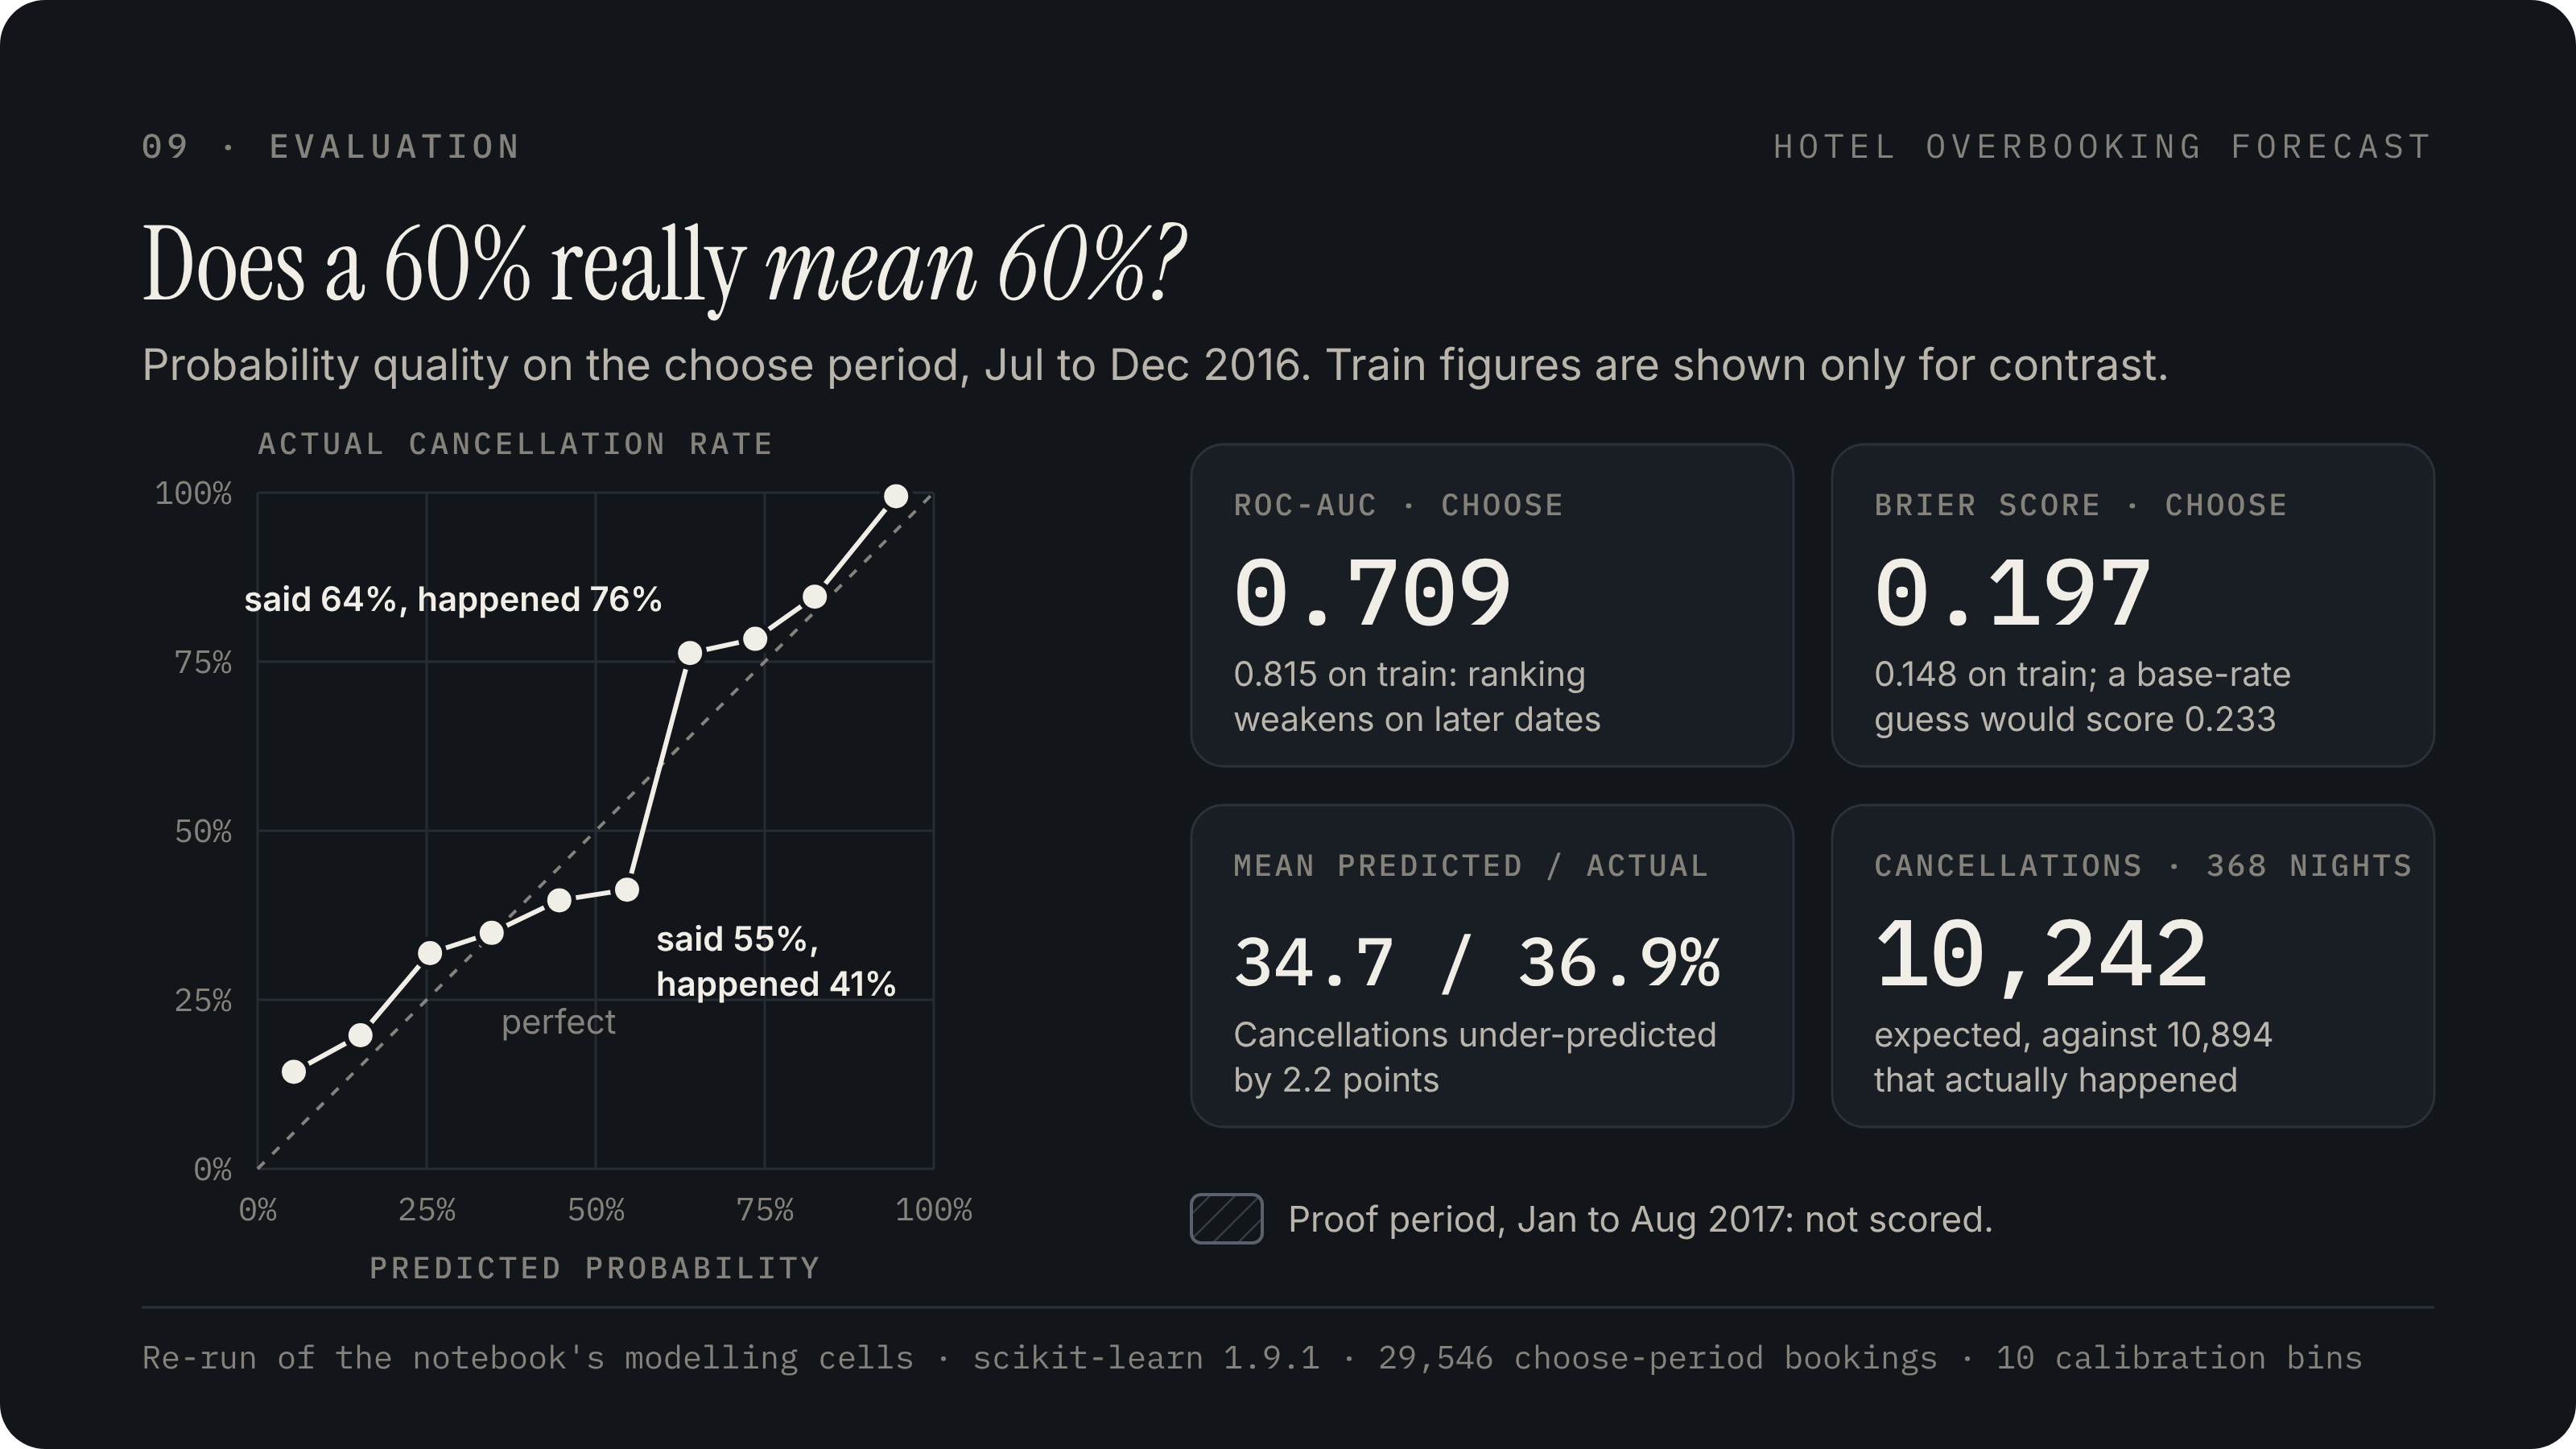 09 · EVALUATION
HOTEL OVERBOOKING FORECAST
Does a 60% really mean 60%?
Probability quality on the choose period, Jul to Dec 2016. Train figures are shown only for contrast.
ACTUAL CANCELLATION RATE
100%
75%
50%
25%
0%
said 64%, happened 76%
said 55%,
happened 41%
perfect
0% 25% 50% 75% 100%
PREDICTED PROBABILITY
ROC-AUC · CHOOSE
0.709
0.815 on train: ranking
weakens on later dates
BRIER SCORE · CHOOSE
0.197
0.148 on train; a base-rate
guess would score 0.233
MEAN PREDICTED / ACTUAL
34.7 / 36.9%
Cancellations under-predicted
by 2.2 points
CANCELLATIONS · 368 NIGHTS
10,242
expected, against 10,894
that actually happened
Proof period, Jan to Aug 2017: not scored.
Re-run of the notebook's modelling cells · scikit-learn 1.9.1 · 29,546 choose-period bookings · 10 calibration bins